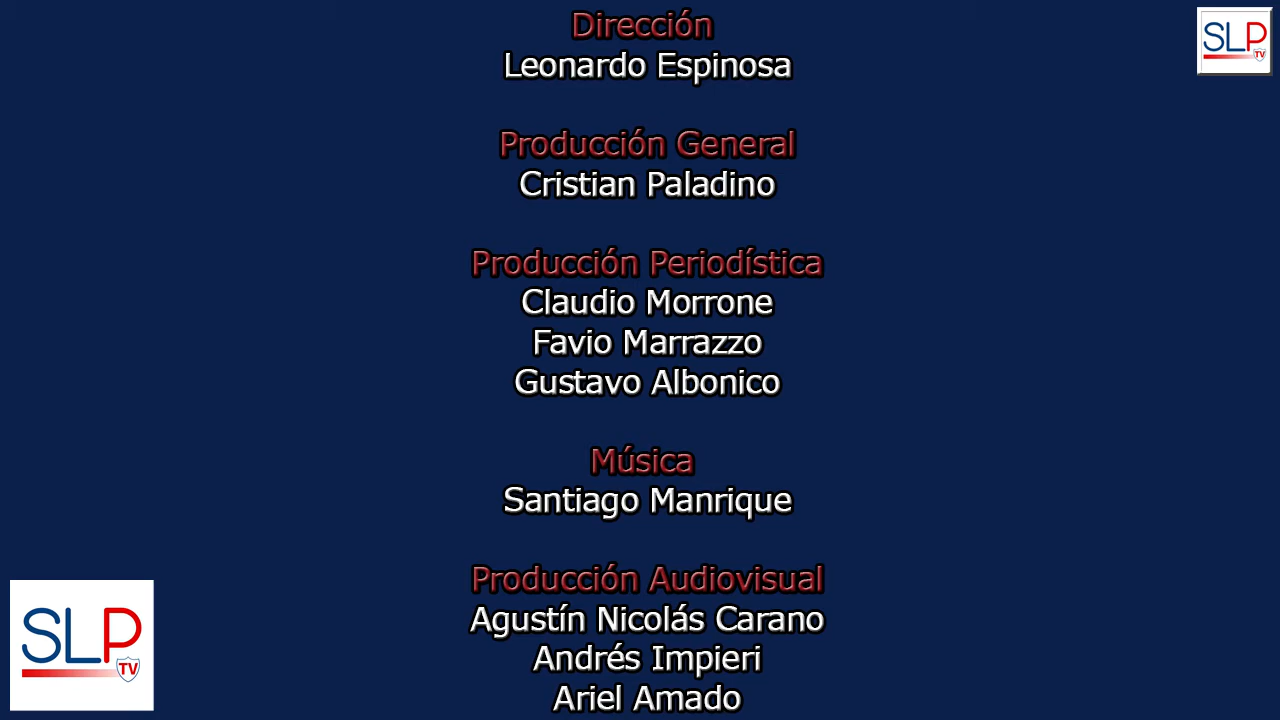 Dirección
Leonardo Espinosa
Producción General
Cristian Paladino
Producción Periodística
Claudio Morrone
Favio Marrazzo
Gustavo Albonico
Música
Santiago Manrique
Producción Audiovisual
Agustín Nicolás Carano
Andrés Impieri
Ariel Amado
SLP
TV
SLP
TV